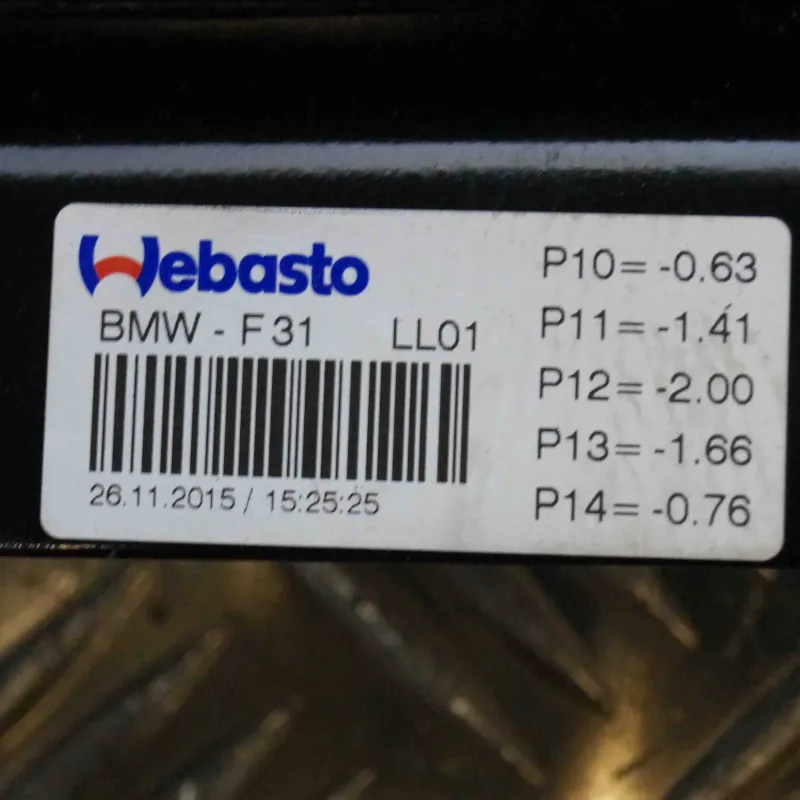 Webasto
BMW - F31 LL01
26.11.2015 / 15:25:25
P10= -0.63
P11= -1.41
P12= -2.00
P13= -1.66
P14= -0.76